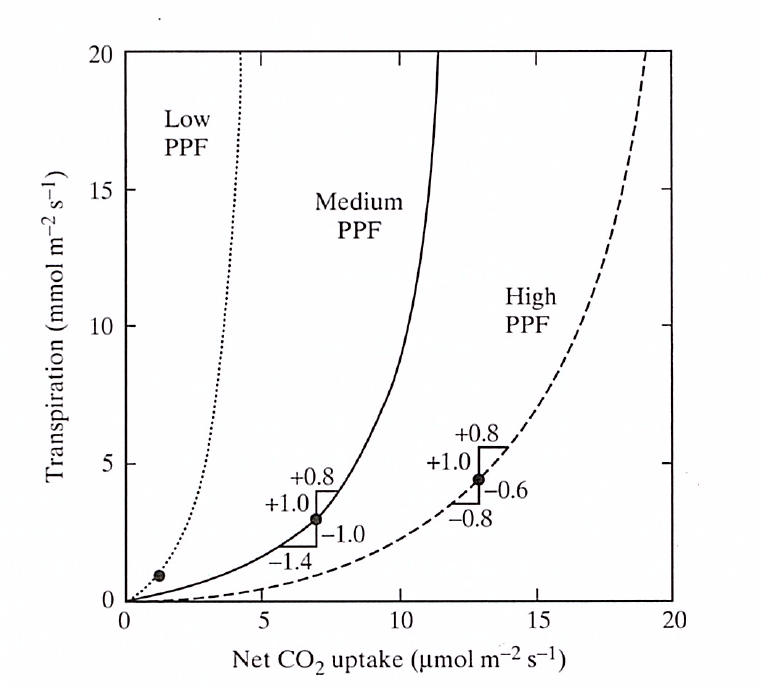 20
Low
PPF
15
Medium
PPF
High
PPF
10
Transpiration (mmol m⁻² s⁻¹)
+0.8
+1.0
5
−0.6
−0.8
+0.8
+1.0
−1.0
−1.4
0
0
5
10
15
20
Net CO₂ uptake (μmol m⁻² s⁻¹)